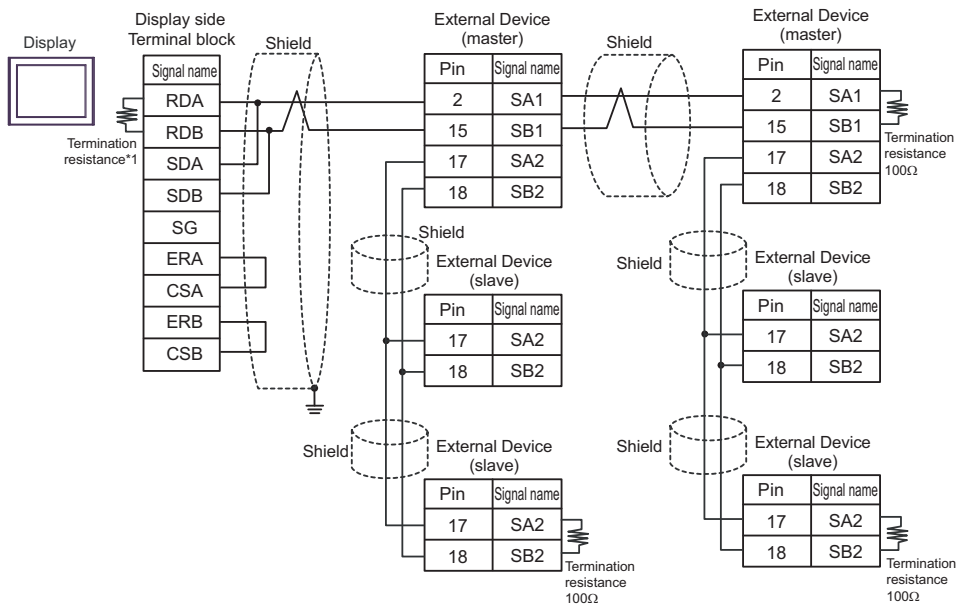 Display
Display side
Terminal block
Signal name
RDA
RDB
SDA
SDB
SG
ERA
CSA
ERB
CSB
Termination
resistance*1
Shield
External Device
(master)
Pin Signal name
2 SA1
15 SB1
17 SA2
18 SB2
Shield
External Device
(master)
Pin Signal name
2 SA1
15 SB1
17 SA2
18 SB2
Termination
resistance
100Ω
Shield
External Device
(slave)
Pin Signal name
17 SA2
18 SB2
Shield
External Device
(slave)
Pin Signal name
17 SA2
18 SB2
Shield
External Device
(slave)
Pin Signal name
17 SA2
18 SB2
Termination
resistance
100Ω
Shield
External Device
(slave)
Pin Signal name
17 SA2
18 SB2
Termination
resistance
100Ω